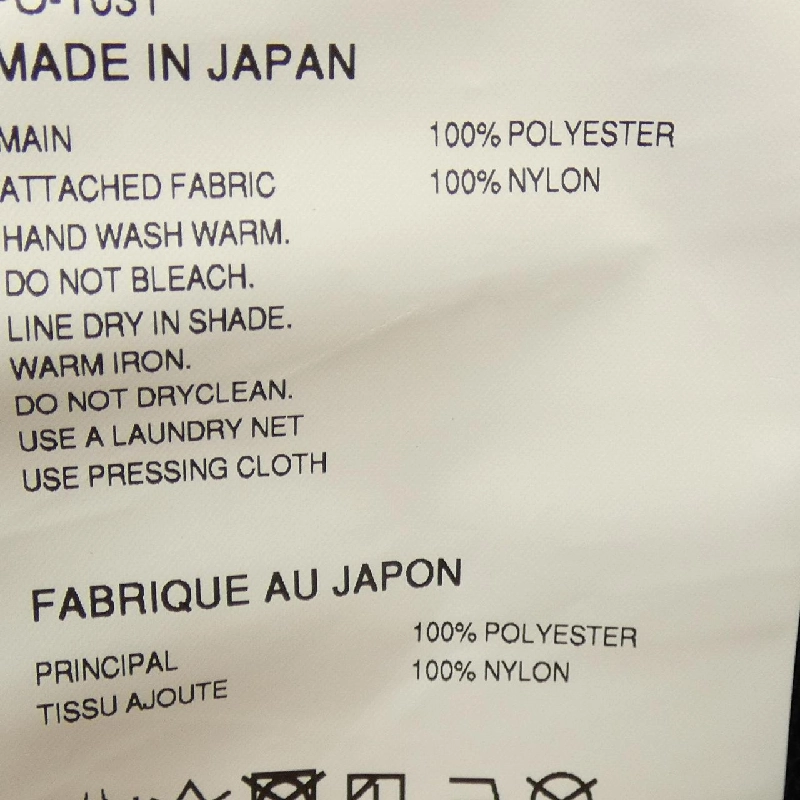 MADE IN JAPAN
MAIN 100% POLYESTER
ATTACHED FABRIC 100% NYLON
HAND WASH WARM.
DO NOT BLEACH.
LINE DRY IN SHADE.
WARM IRON.
DO NOT DRYCLEAN.
USE A LAUNDRY NET
USE PRESSING CLOTH
FABRIQUE AU JAPON
PRINCIPAL 100% POLYESTER
TISSU AJOUTE 100% NYLON